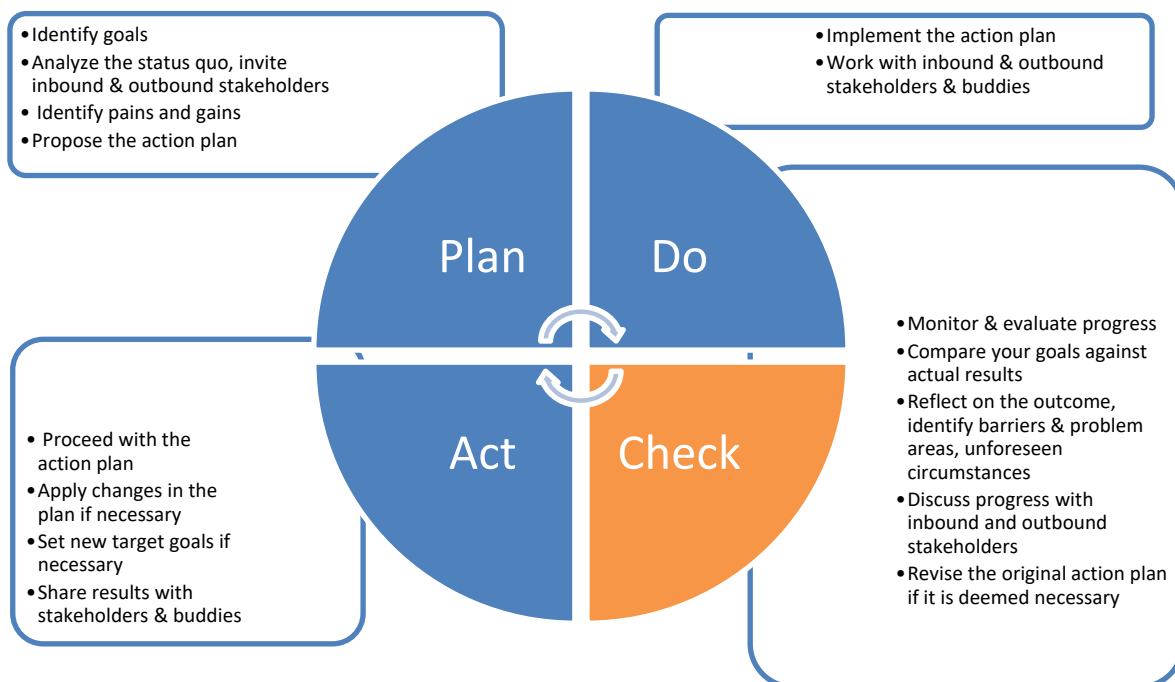 •Identify goals
•Analyze the status quo, invite
inbound & outbound stakeholders
• Identify pains and gains
•Propose the action plan
•Implement the action plan
•Work with inbound & outbound
stakeholders & buddies
Plan
Do
Act
Check
• Proceed with the
action plan
•Apply changes in the
plan if necessary
•Set new target goals if
necessary
•Share results with
stakeholders & buddies
•Monitor & evaluate progress
•Compare your goals against
actual results
•Reflect on the outcome,
identify barriers & problem
areas, unforeseen
circumstances
•Discuss progress with
inbound and outbound
stakeholders
•Revise the original action plan
if it is deemed necessary